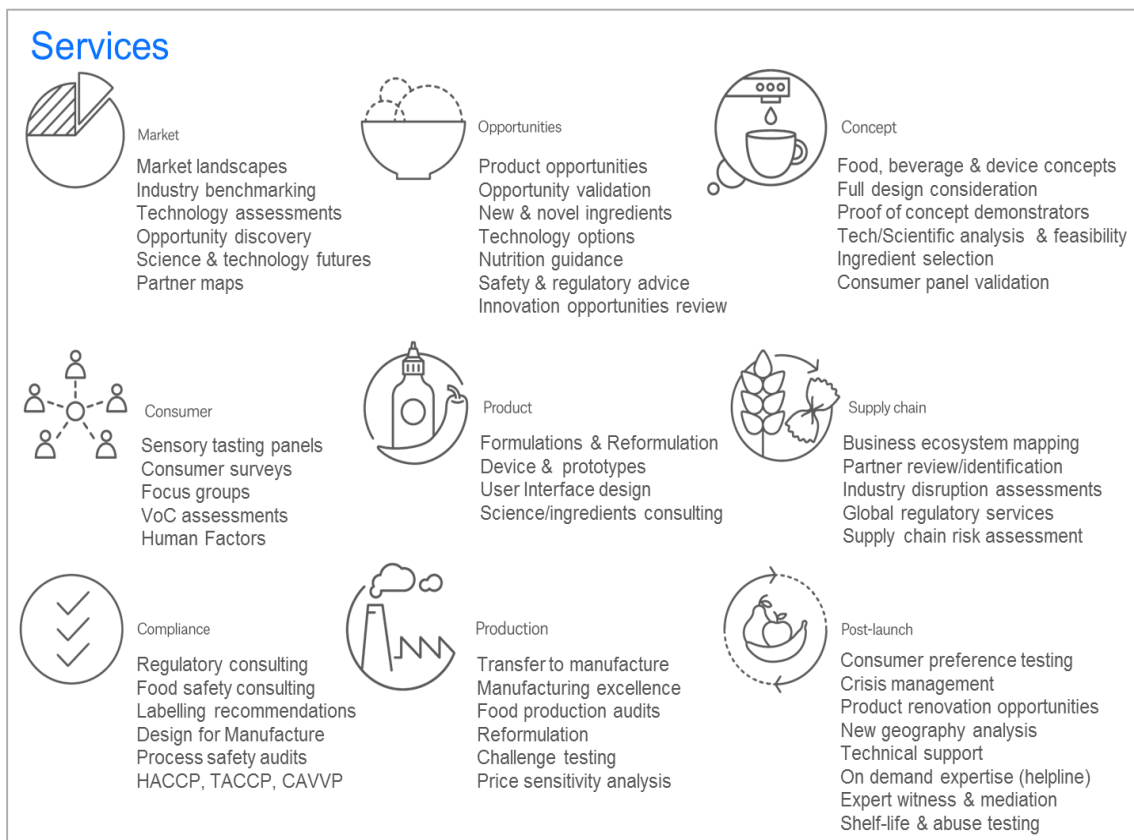 Services
Market
Market landscapes
Industry benchmarking
Technology assessments
Opportunity discovery
Science & technology futures
Partner maps
Opportunities
Product opportunities
Opportunity validation
New & novel ingredients
Technology options
Nutrition guidance
Safety & regulatory advice
Innovation opportunities review
Concept
Food, beverage & device concepts
Full design consideration
Proof of concept demonstrators
Tech/Scientific analysis & feasibility
Ingredient selection
Consumer panel validation
Consumer
Sensory tasting panels
Consumer surveys
Focus groups
VoC assessments
Human Factors
Product
Formulations & Reformulation
Device & prototypes
User Interface design
Science/ingredients consulting
Supply chain
Business ecosystem mapping
Partner review/identification
Industry disruption assessments
Global regulatory services
Supply chain risk assessment
Compliance
Regulatory consulting
Food safety consulting
Labelling recommendations
Design for Manufacture
Process safety audits
HACCP, TACCP, CAVVP
Production
Transfer to manufacture
Manufacturing excellence
Food production audits
Reformulation
Challenge testing
Price sensitivity analysis
Post-launch
Consumer preference testing
Crisis management
Product renovation opportunities
New geography analysis
Technical support
On demand expertise (helpline)
Expert witness & mediation
Shelf-life & abuse testing